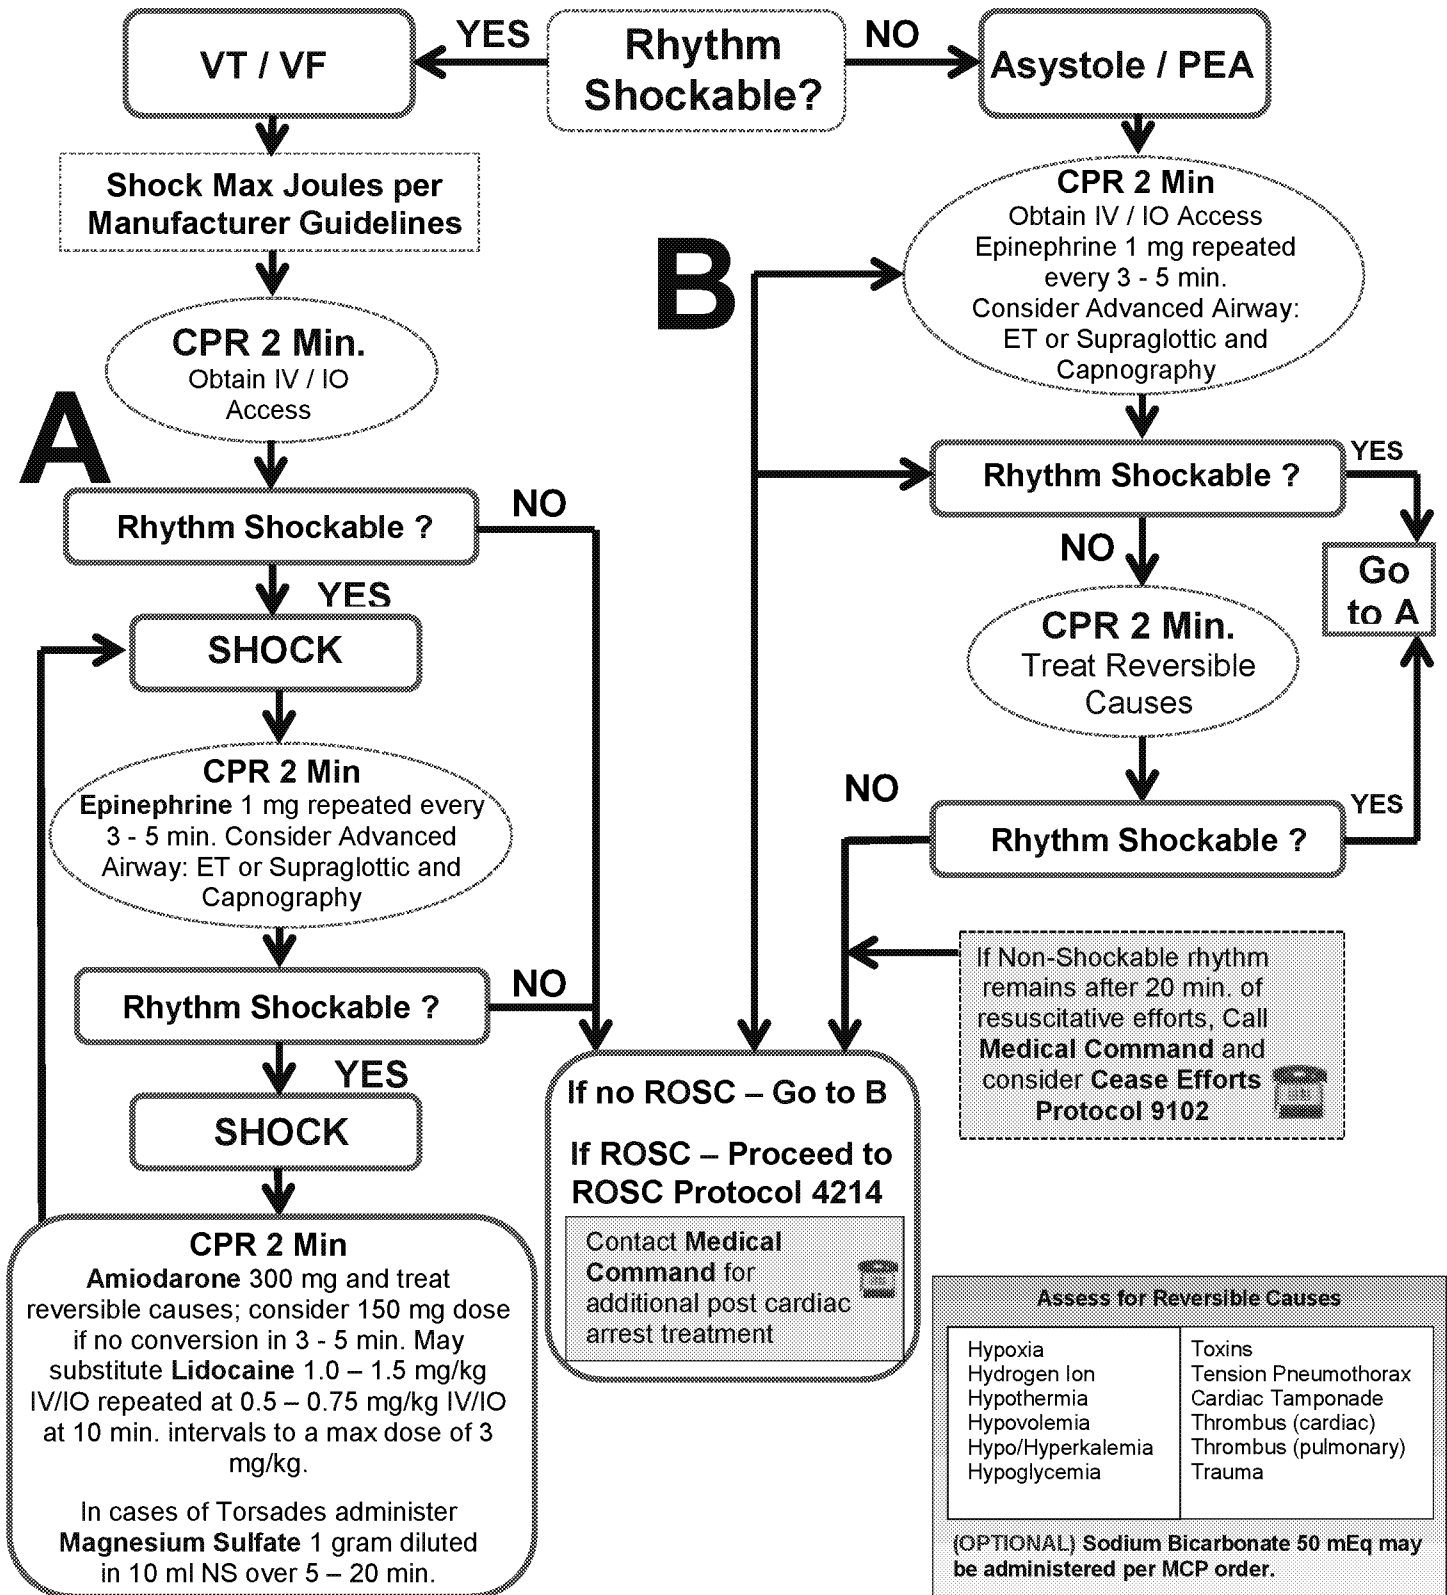 YES
Rhythm
Shockable?
NO
VT / VF
Asystole / PEA
Shock Max Joules per
Manufacturer Guidelines
CPR 2 Min.
Obtain IV / IO
Access
A
Rhythm Shockable ?
NO
YES
SHOCK
CPR 2 Min
Epinephrine 1 mg repeated every
3 - 5 min. Consider Advanced
Airway: ET or Supraglottic and
Capnography
Rhythm Shockable ?
NO
YES
SHOCK
CPR 2 Min
Amiodarone 300 mg and treat
reversible causes; consider 150 mg dose
if no conversion in 3 - 5 min. May
substitute Lidocaine 1.0 – 1.5 mg/kg
IV/IO repeated at 0.5 – 0.75 mg/kg IV/IO
at 10 min. intervals to a max dose of 3
mg/kg.
In cases of Torsades administer
Magnesium Sulfate 1 gram diluted
in 10 ml NS over 5 – 20 min.
B
CPR 2 Min
Obtain IV / IO Access
Epinephrine 1 mg repeated
every 3 - 5 min.
Consider Advanced Airway:
ET or Supraglottic and
Capnography
Rhythm Shockable ?
YES
NO
Go
to A
CPR 2 Min.
Treat Reversible
Causes
NO
Rhythm Shockable ?
YES
If Non-Shockable rhythm
remains after 20 min. of
resuscitative efforts, Call
Medical Command and
consider Cease Efforts
Protocol 9102
If no ROSC – Go to B
If ROSC – Proceed to
ROSC Protocol 4214
Contact Medical
Command for
additional post cardiac
arrest treatment
Assess for Reversible Causes
Hypoxia
Hydrogen Ion
Hypothermia
Hypovolemia
Hypo/Hyperkalemia
Hypoglycemia
Toxins
Tension Pneumothorax
Cardiac Tamponade
Thrombus (cardiac)
Thrombus (pulmonary)
Trauma
(OPTIONAL) Sodium Bicarbonate 50 mEq may
be administered per MCP order.